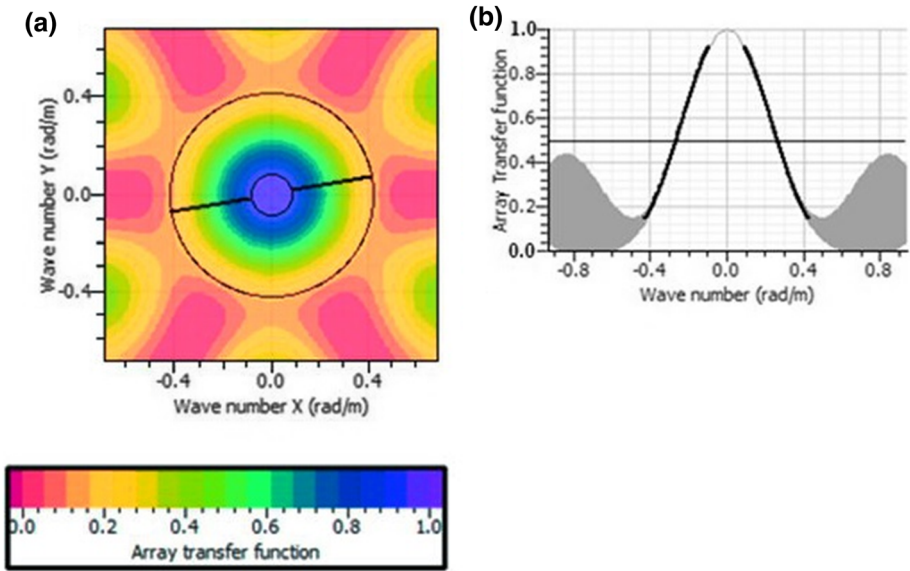 (a)
Wave number Y (rad/m)
0.4
0.0
-0.4
-0.4 0.0 0.4
Wave number X (rad/m)
(b)
Array Transfer function
1.0
0.8
0.6
0.4
0.2
0.0
-0.8 -0.4 0.0 0.4 0.8
Wave number (rad/m)
0.0 0.2 0.4 0.6 0.8 1.0
Array transfer function